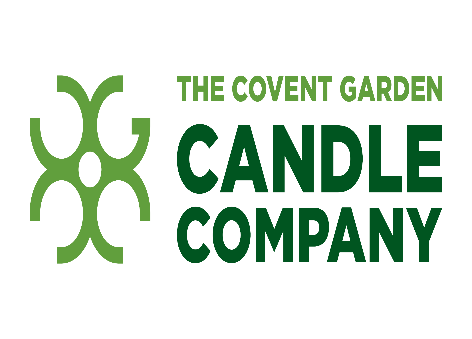 THE COVENT GARDEN
CANDLE
COMPANY